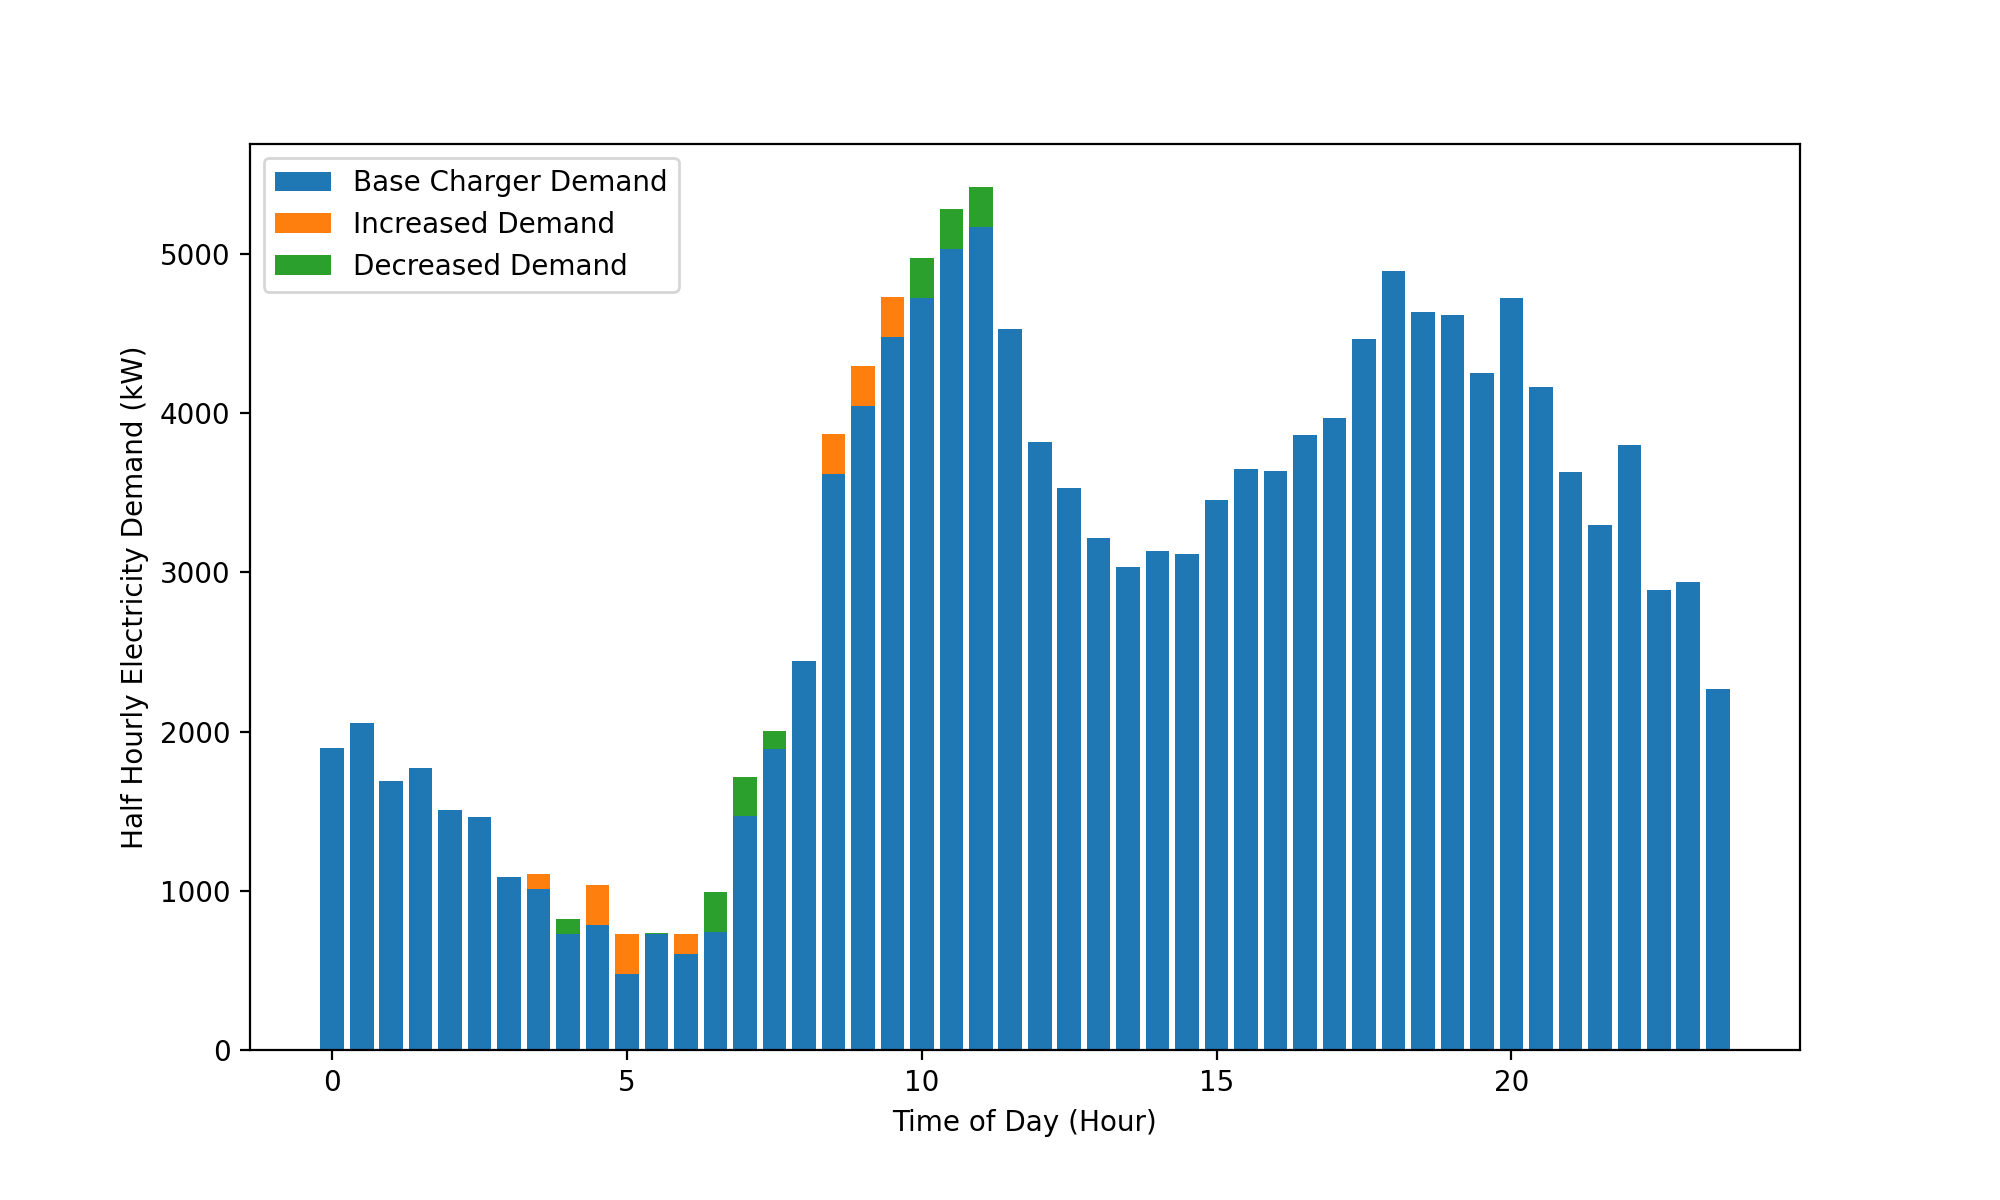 Base Charger Demand
Increased Demand
Decreased Demand
Half Hourly Electricity Demand (kW)
5000
4000
3000
2000
1000
0
0 5 10 15 20
Time of Day (Hour)